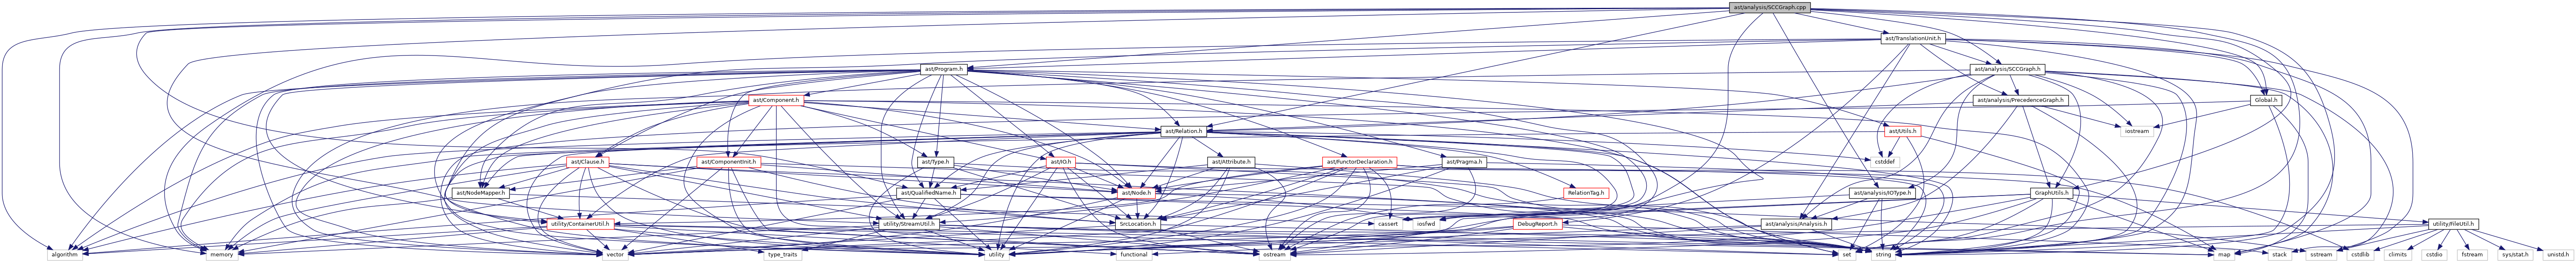 ast/analysis/SCCGraph.cpp
ast/TranslationUnit.h
ast/Program.h
ast/analysis/SCCGraph.h
ast/Component.h
ast/analysis/PrecedenceGraph.h
Global.h
ast/Relation.h
ast/Utils.h
iostream
ast/Clause.h
ast/ComponentInit.h
ast/Type.h
ast/IO.h
ast/Attribute.h
ast/FunctorDeclaration.h
ast/Pragma.h
cstddef
ast/NodeMapper.h
ast/QualifiedName.h
ast/Node.h
RelationTag.h
ast/analysis/IOType.h
GraphUtils.h
utility/ContainerUtil.h
utility/StreamUtil.h
SrcLocation.h
cassert
iosfwd
DebugReport.h
ast/analysis/Analysis.h
utility/FileUtil.h
algorithm
memory
vector
type_traits
utility
functional
ostream
set
string
map
stack
sstream
cstdlib
climits
cstdio
fstream
sys/stat.h
unistd.h